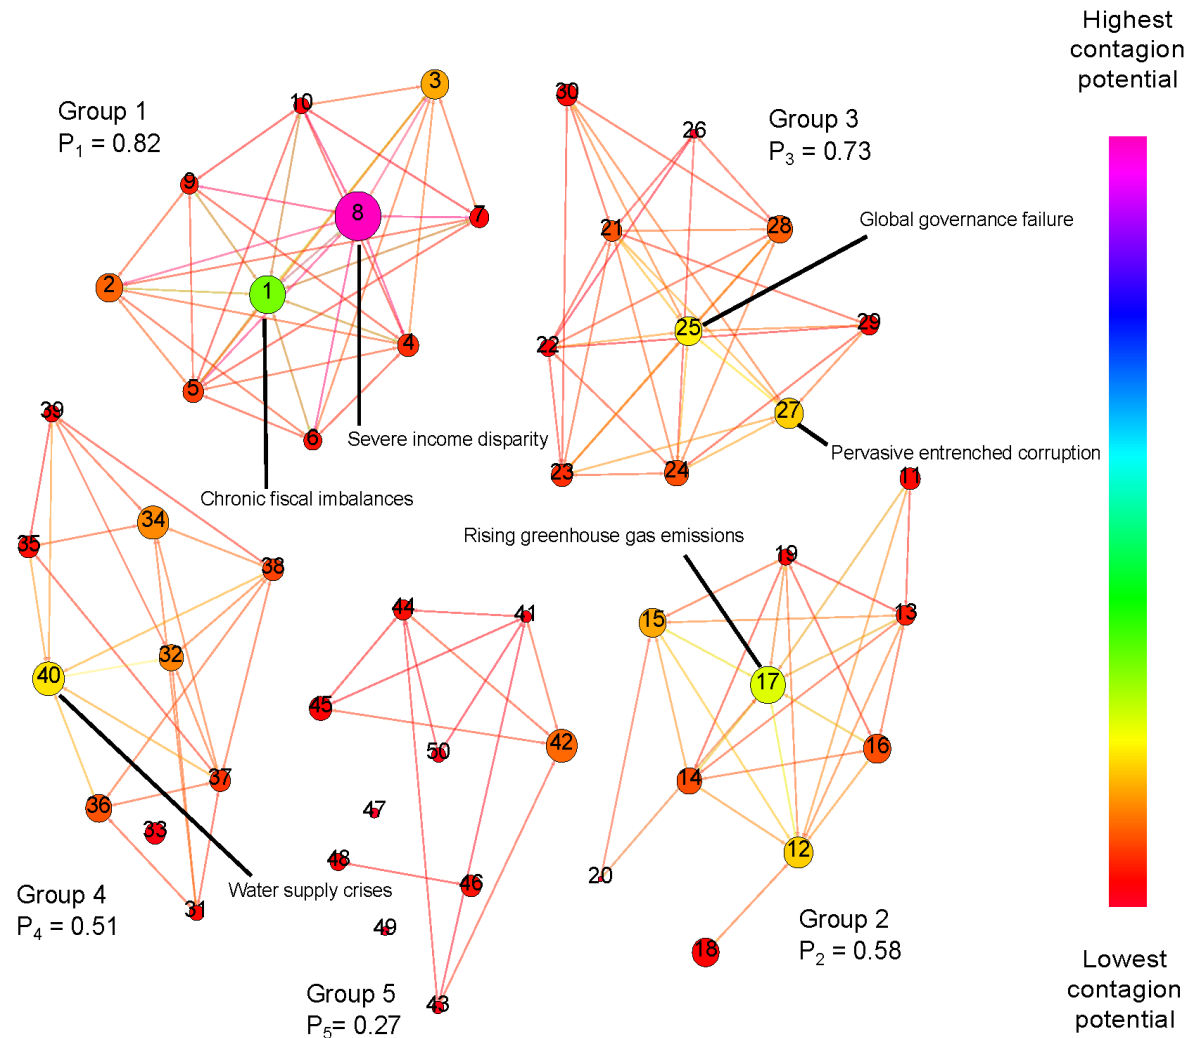 Highest
contagion
potential
Group 1
P1 = 0.82
3
10
9
8
7
2
1
4
5
6
Severe income disparity
Chronic fiscal imbalances
30
26
Group 3
P3 = 0.73
21
28
Global governance failure
25
29
22
27
Pervasive entrenched corruption
23
24
39
34
35
38
32
40
37
36
33
31
Water supply crises
Group 4
P4 = 0.51
44
41
45
50
42
47
48
46
49
43
Group 5
P5= 0.27
Rising greenhouse gas emissions
11
19
13
15
17
16
14
12
20
18
Group 2
P2 = 0.58
Lowest
contagion
potential